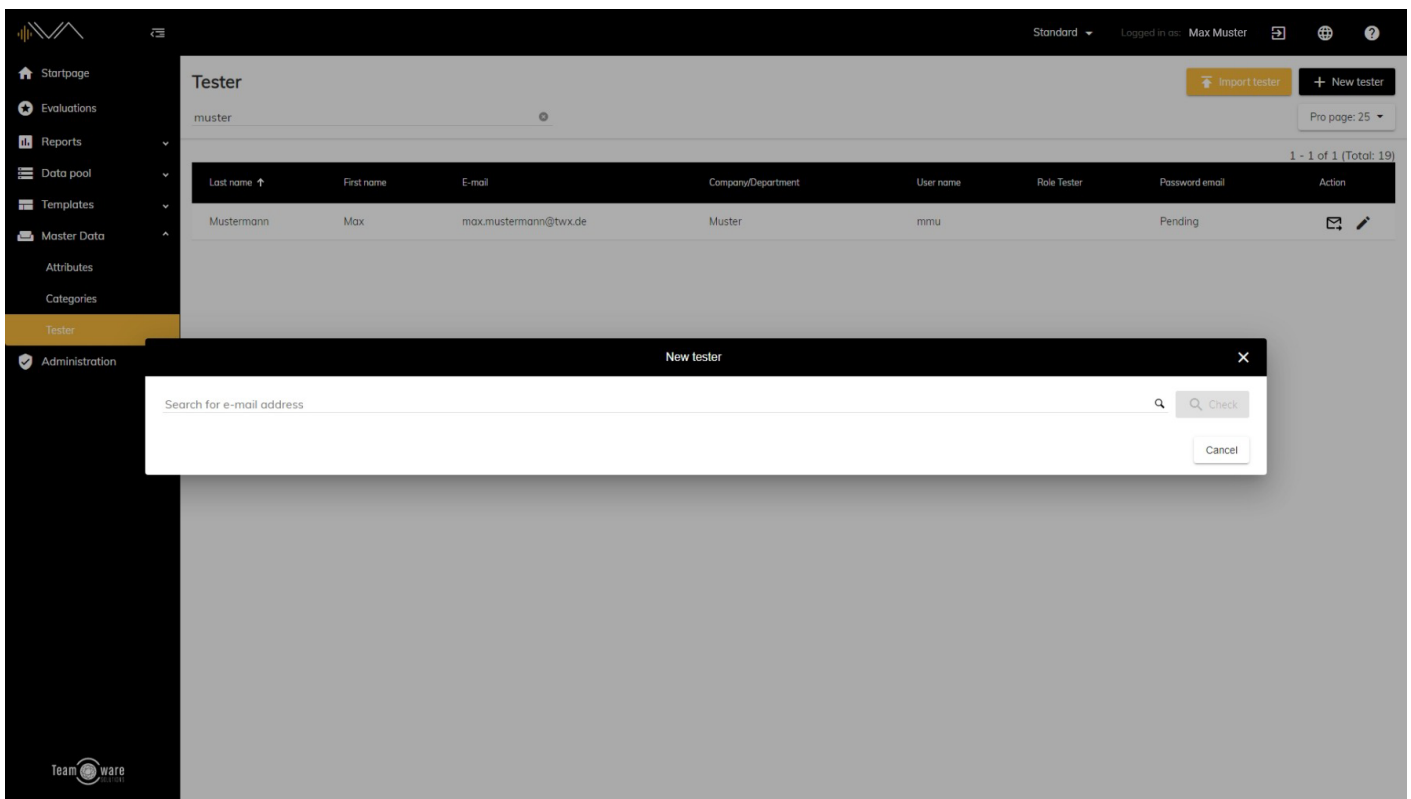 Standard Logged in as: Max Muster
Startpage
Evaluations
Reports
Data pool
Templates
Master Data
Attributes
Categories
Tester
Administration
Tester
Import tester
New tester
muster
Pro page: 25
1 - 1 of 1 (Total: 19)
Last name First name E-mail Company/Department User name Role Tester Password email Action
Mustermann Max max.mustermann@twx.de Muster mmu Pending
New tester
Search for e-mail address
Check
Cancel
Team ware